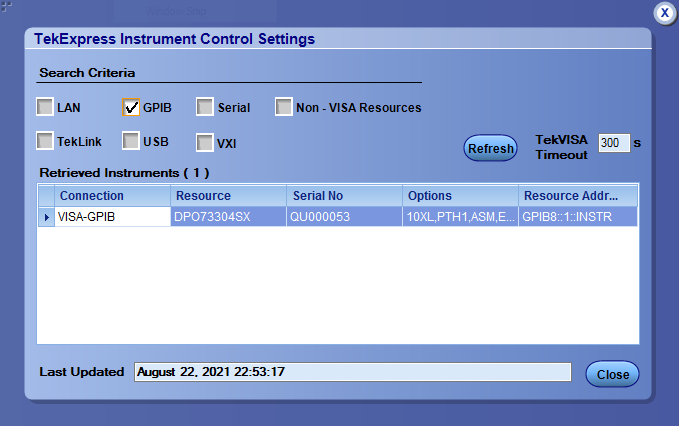 X
TekExpress Instrument Control Settings
Search Criteria
LAN GPIB Serial Non - VISA Resources
TekLink USB VXI Refresh TekVISA Timeout 300 s
Retrieved Instruments ( 1 )
Connection Resource Serial No Options Resource Addr...
VISA-GPIB DPO73304SX QU000053 10XL,PTH1,ASM,E... GPIB8::1::INSTR
Last Updated August 22, 2021 22:53:17 Close